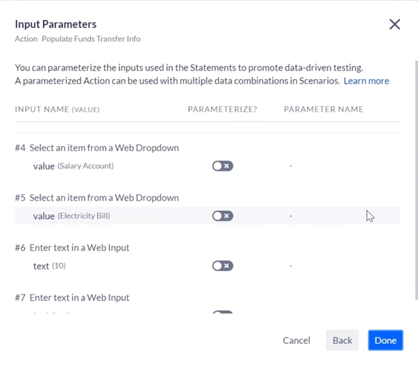 Input Parameters
Action Populate Funds Transfer Info
You can parameterize the inputs used in the Statements to promote data-driven testing.
A parameterized Action can be used with multiple data combinations in Scenarios. Learn more
INPUT NAME (VALUE) PARAMETERIZE? PARAMETER NAME
#4 Select an item from a Web Dropdown
value (Salary Account) -
#5 Select an item from a Web Dropdown
value (Electricity Bill) -
#6 Enter text in a Web Input
text (10) -
#7 Enter text in a Web Input
Cancel Back Done